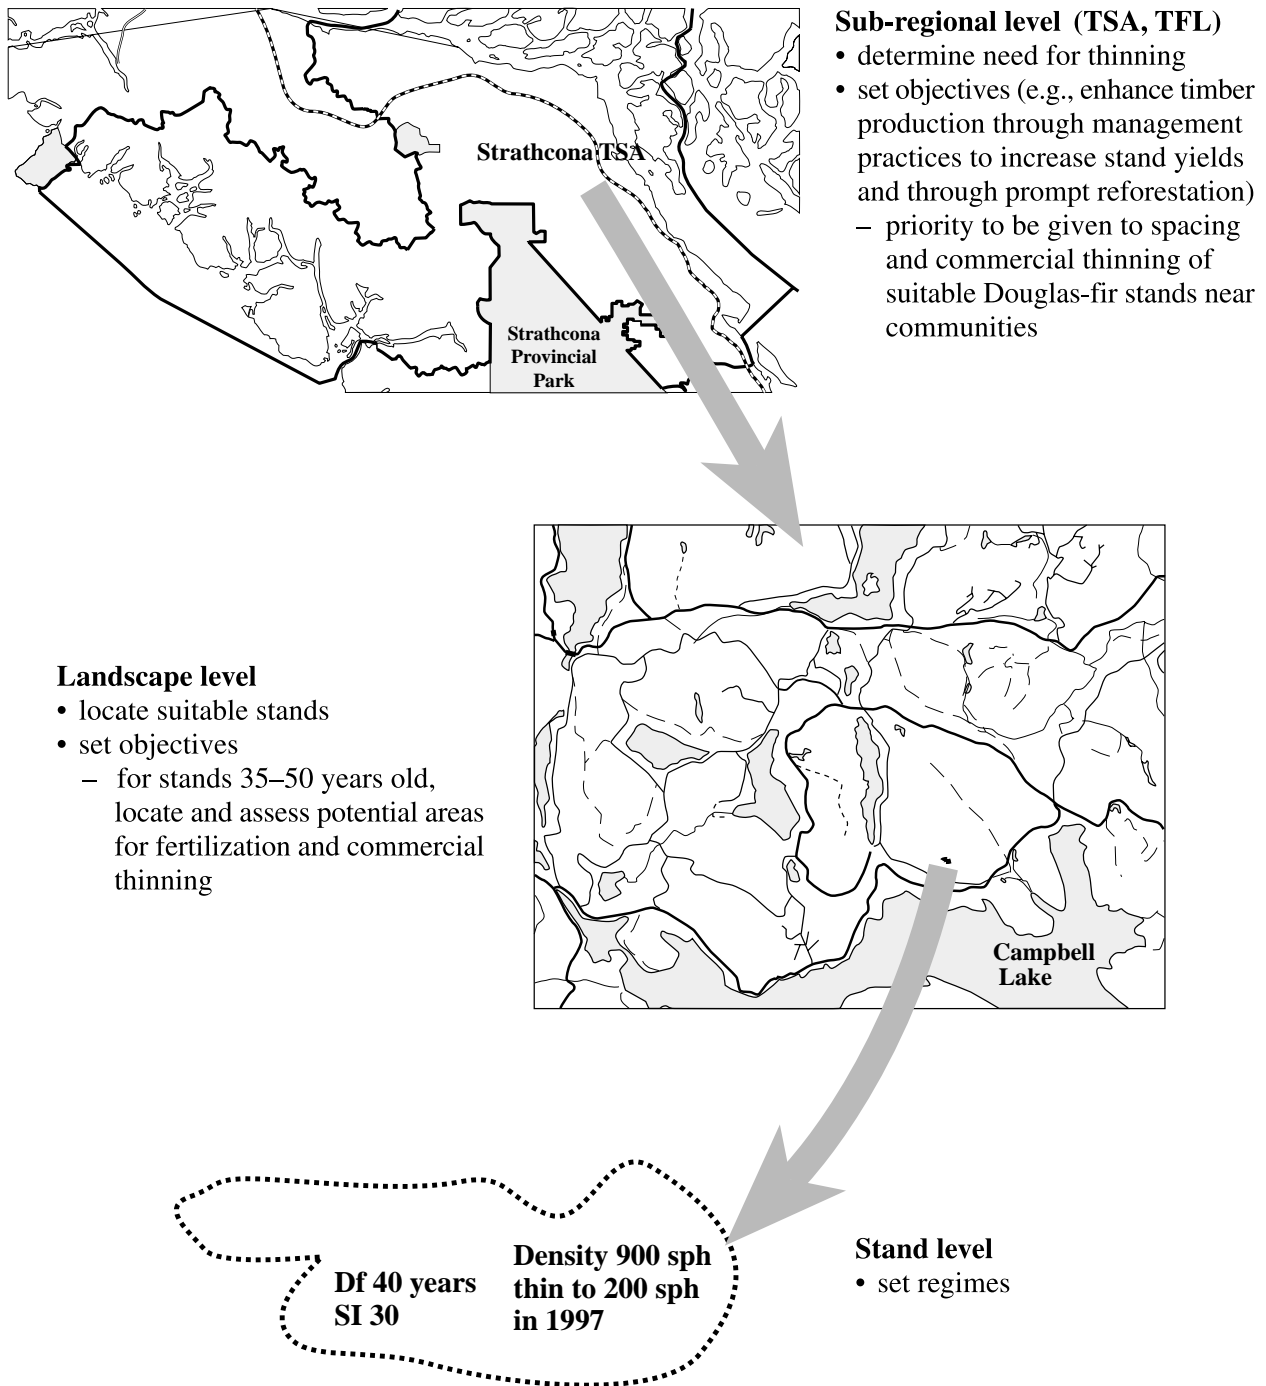 Sub-regional level (TSA, TFL)
• determine need for thinning
• set objectives (e.g., enhance timber
production through management
practices to increase stand yields
and through prompt reforestation)
– priority to be given to spacing
and commercial thinning of
suitable Douglas-fir stands near
communities
Strathcona TSA
Strathcona
Provincial
Park
Landscape level
• locate suitable stands
• set objectives
– for stands 35–50 years old,
locate and assess potential areas
for fertilization and commercial
thinning
Campbell
Lake
Df 40 years
SI 30
Density 900 sph
thin to 200 sph
in 1997
Stand level
• set regimes